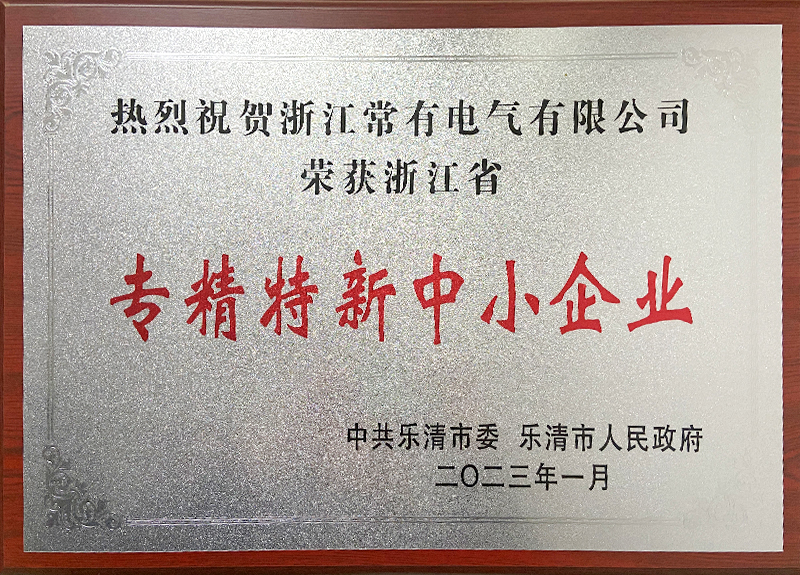 热烈祝贺浙江常有电气有限公司
荣获浙江省
专精特新中小企业
中共乐清市委 乐清市人民政府
二〇二三年一月